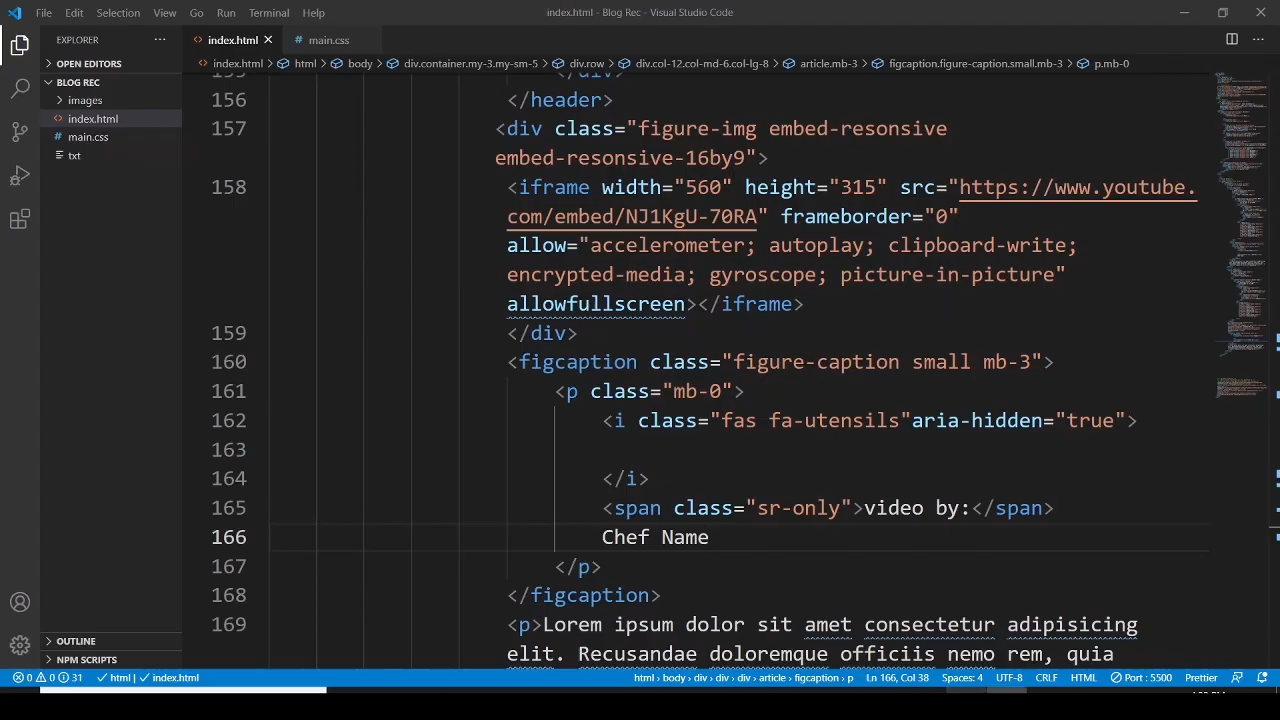 File Edit Selection View Go Run Terminal Help index.html - Blog Rec - Visual Studio Code
EXPLORER ··· index.html main.css
OPEN EDITORS
index.html > html > body > div.container.my-3.my-sm-5 > div.row > div.col-12.col-md-6.col-lg-8 > article.mb-3 > figcaption.figure-caption.small.mb-3 > p.mb-0
BLOG REC
images
index.html
main.css
txt
155 </div>
156 </header>
157 <div class="figure-img embed-resonsive
embed-resonsive-16by9">
158 <iframe width="560" height="315" src="https://www.youtube.
com/embed/NJ1KgU-70RA" frameborder="0"
allow="accelerometer; autoplay; clipboard-write;
encrypted-media; gyroscope; picture-in-picture"
allowfullscreen></iframe>
159 </div>
160 <figcaption class="figure-caption small mb-3">
161 <p class="mb-0">
162 <i class="fas fa-utensils"aria-hidden="true">
163
164 </i>
165 <span class="sr-only">video by:</span>
166 Chef Name
167 </p>
168 </figcaption>
169 <p>Lorem ipsum dolor sit amet consectetur adipisicing
elit. Recusandae doloremque officiis nemo rem, quia
OUTLINE
NPM SCRIPTS
0 0 31 html | index.html html > body > div > div > div > article > figcaption > p Ln 166, Col 38 Spaces: 4 UTF-8 CRLF HTML Port : 5500 Prettier